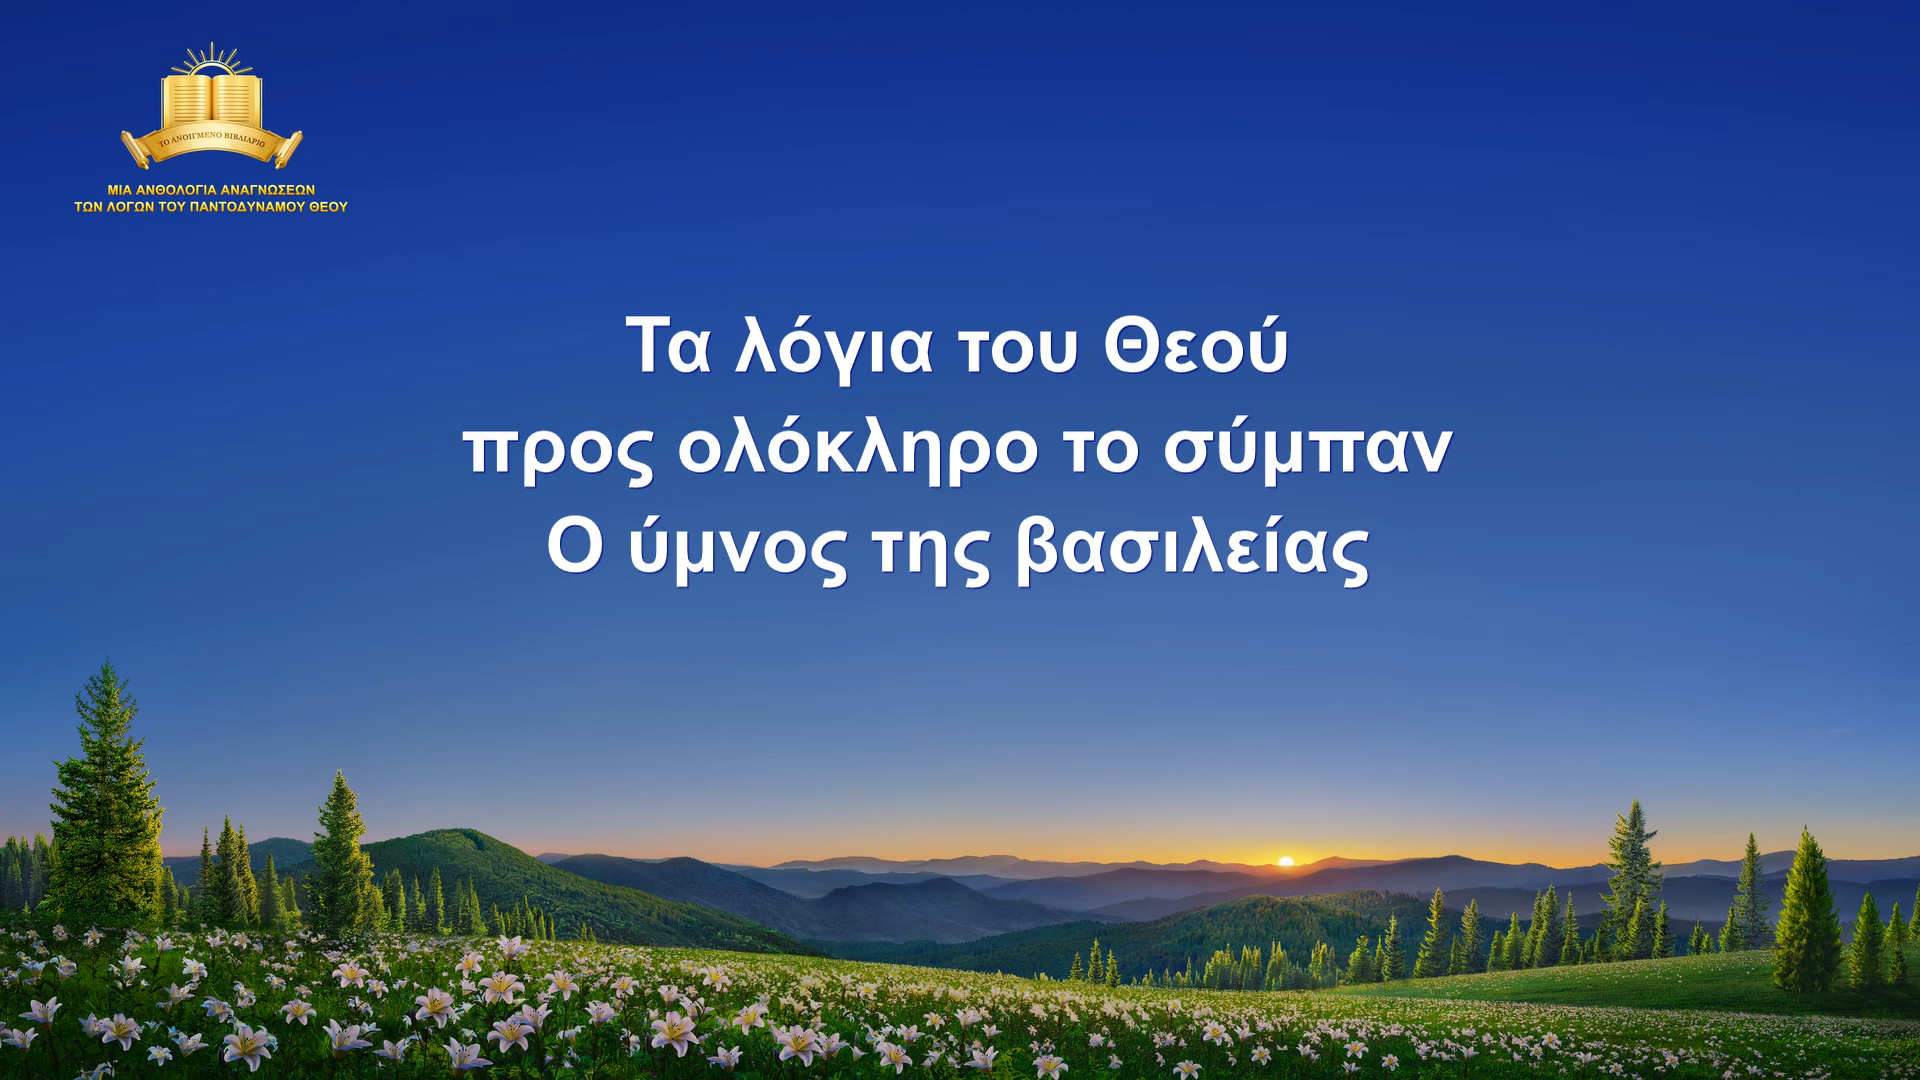 ΤΟ ΑΝΟΙΓΜΕΝΟ ΒΙΒΛΙΑΡΙΟ
ΜΙΑ ΑΝΘΟΛΟΓΙΑ ΑΝΑΓΝΩΣΕΩΝ
ΤΩΝ ΛΟΓΩΝ ΤΟΥ ΠΑΝΤΟΔΥΝΑΜΟΥ ΘΕΟΥ
Τα λόγια του Θεού
προς ολόκληρο το σύμπαν
Ο ύμνος της βασιλείας